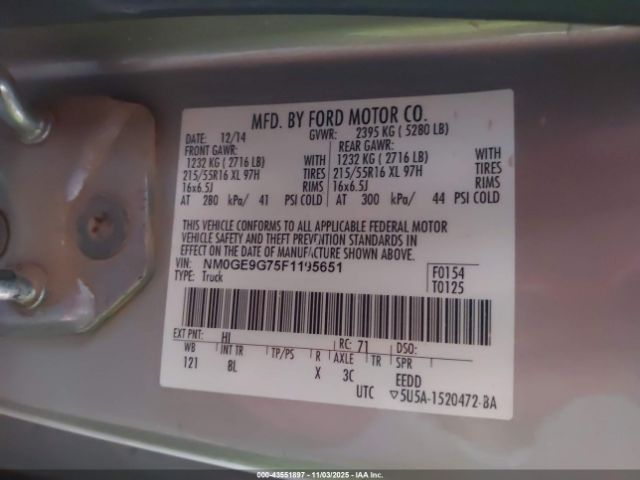 MFD. BY FORD MOTOR CO.
DATE: 12/14 GVWR: 2395 KG ( 5280 LB)
FRONT GAWR: REAR GAWR:
1232 KG ( 2716 LB) WITH 1232 KG ( 2716 LB) WITH
215/55R16 XL 97H TIRES 215/55R16 XL 97H TIRES
16x6.5J RIMS 16x6.5J RIMS
AT 280 kPa/ 41 PSI COLD AT 300 kPa/ 44 PSI COLD
THIS VEHICLE CONFORMS TO ALL APPLICABLE FEDERAL MOTOR
VEHICLE SAFETY AND THEFT PREVENTION STANDARDS IN
EFFECT ON THE DATE OF MANUFACTURE SHOWN ABOVE.
VIN: NM0GE9G75F1195651 F0154
TYPE: Truck T0125
EXT PNT: HI RC: 71 DSO:
WB INT TR TP/PS R AXLE TR SPR
121 8L X 3C EEDD
UTC ▽5U5A-1520472-BA
000-43551897 - 11/03/2025 - IAA Inc.